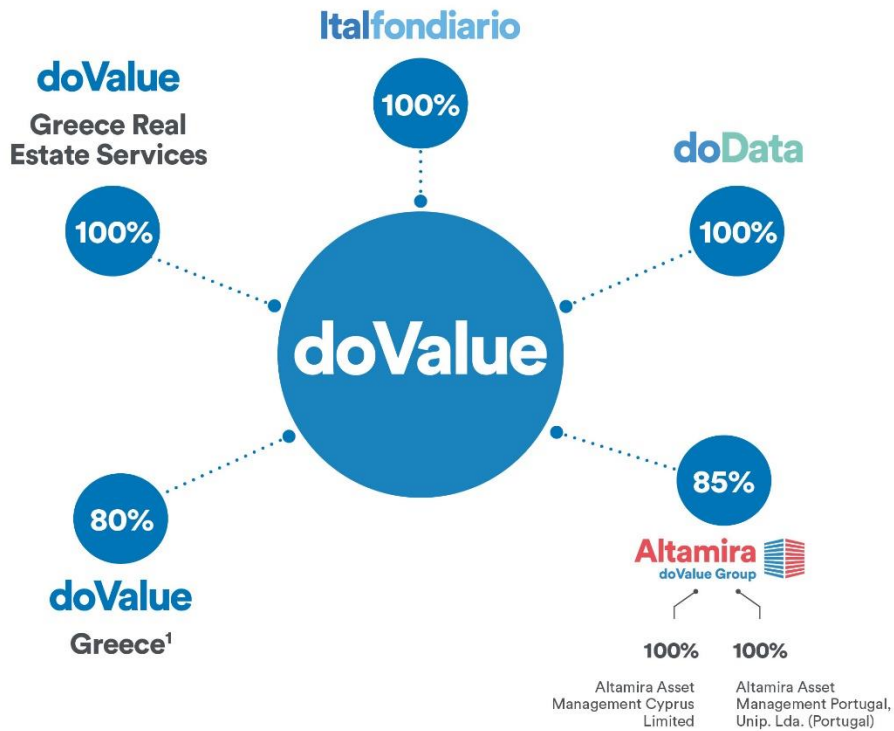 Italfondiario
100%
doValue
Greece Real
Estate Services
100%
doData
100%
doValue
80%
doValue
Greece¹
85%
Altamira
doValue Group
100%
Altamira Asset
Management Cyprus
Limited
100%
Altamira Asset
Management Portugal,
Unip. Lda. (Portugal)